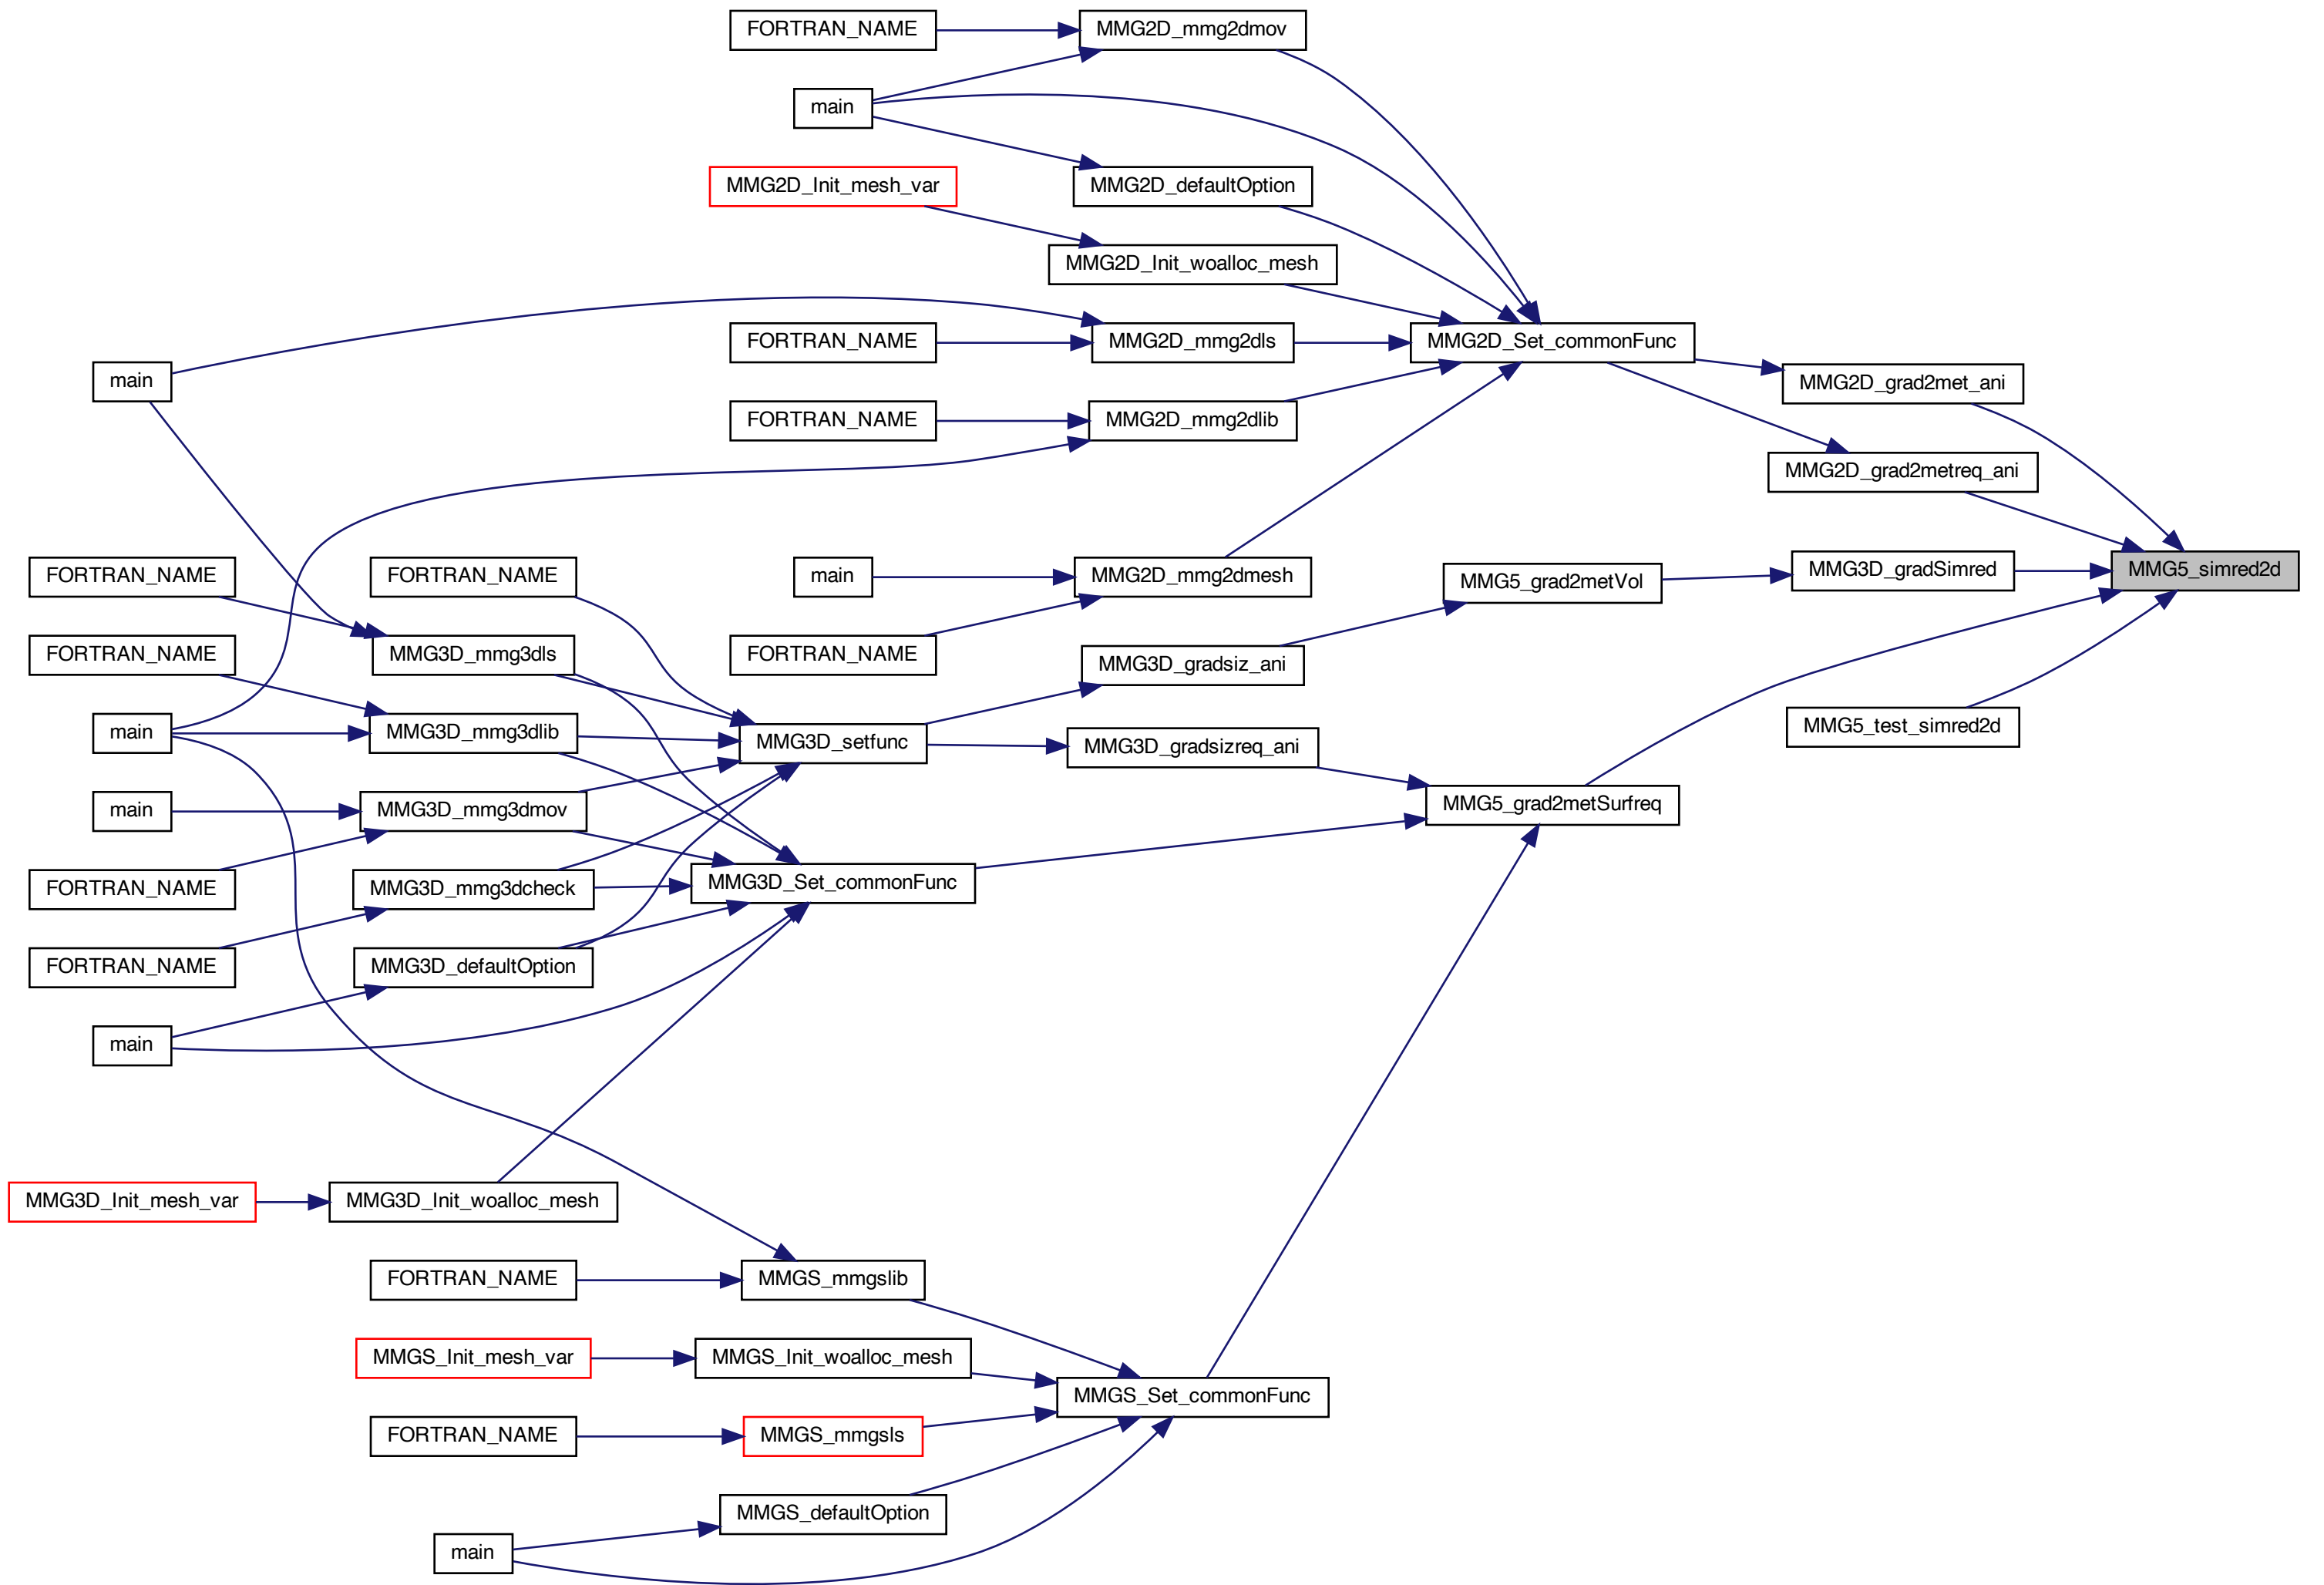 FORTRAN_NAME
MMG2D_mmg2dmov
main
MMG2D_Init_mesh_var
MMG2D_defaultOption
MMG2D_Init_woalloc_mesh
FORTRAN_NAME
MMG2D_mmg2dls
MMG2D_Set_commonFunc
main
MMG2D_grad2met_ani
FORTRAN_NAME
MMG2D_mmg2dlib
MMG2D_grad2metreq_ani
FORTRAN_NAME
FORTRAN_NAME
main
MMG2D_mmg2dmesh
MMG5_grad2metVol
MMG3D_gradSimred
MMG5_simred2d
FORTRAN_NAME
MMG3D_mmg3dls
FORTRAN_NAME
MMG3D_gradsiz_ani
main
MMG3D_mmg3dlib
MMG3D_setfunc
MMG3D_gradsizreq_ani
MMG5_test_simred2d
main
MMG3D_mmg3dmov
MMG5_grad2metSurfreq
FORTRAN_NAME
MMG3D_mmg3dcheck
MMG3D_Set_commonFunc
FORTRAN_NAME
MMG3D_defaultOption
main
MMG3D_Init_mesh_var
MMG3D_Init_woalloc_mesh
FORTRAN_NAME
MMGS_mmgslib
MMGS_Init_mesh_var
MMGS_Init_woalloc_mesh
MMGS_Set_commonFunc
FORTRAN_NAME
MMGS_mmgsls
MMGS_defaultOption
main